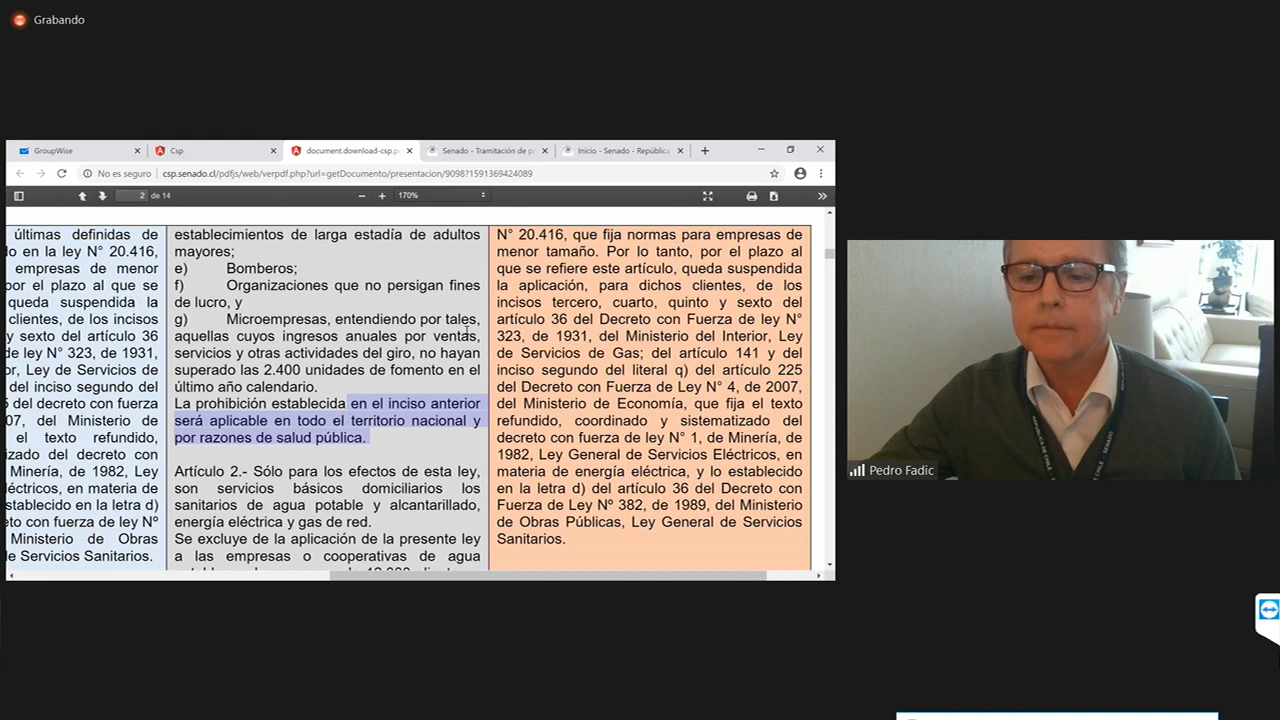 Grabando
GroupWise
Csp
document.download-csp.p
Senado - Tramitación de p
Inicio - Senado - República
No es seguro
csp.senado.cl/pdfjs/web/verpdf.php?url=getDocumento/presentacion/9098?1591369424089
2 de 14
170%
últimas definidas de
o en la ley N° 20.416,
empresas de menor
por el plazo al que se
queda suspendida la
clientes, de los incisos
y sexto del artículo 36
de ley N° 323, de 1931,
or, Ley de Servicios de
del inciso segundo del
5 del decreto con fuerza
07, del Ministerio de
el texto refundido,
izado del decreto con
Minería, de 1982, Ley
léctricos, en materia de
stablecido en la letra d)
eto con fuerza de ley Nº
Ministerio de Obras
le Servicios Sanitarios.
establecimientos de larga estadía de adultos
mayores;
e) Bomberos;
f) Organizaciones que no persigan fines
de lucro, y
g) Microempresas, entendiendo por tales,
aquellas cuyos ingresos anuales por ventas,
servicios y otras actividades del giro, no hayan
superado las 2.400 unidades de fomento en el
último año calendario.
La prohibición establecida en el inciso anterior
será aplicable en todo el territorio nacional y
por razones de salud pública.
Artículo 2.- Sólo para los efectos de esta ley,
son servicios básicos domiciliarios los
sanitarios de agua potable y alcantarillado,
energía eléctrica y gas de red.
Se excluye de la aplicación de la presente ley
a las empresas o cooperativas de agua
N° 20.416, que fija normas para empresas de
menor tamaño. Por lo tanto, por el plazo al
que se refiere este artículo, queda suspendida
la aplicación, para dichos clientes, de los
incisos tercero, cuarto, quinto y sexto del
artículo 36 del Decreto con Fuerza de ley N°
323, de 1931, del Ministerio del Interior, Ley
de Servicios de Gas; del artículo 141 y del
inciso segundo del literal q) del artículo 225
del Decreto con Fuerza de Ley N° 4, de 2007,
del Ministerio de Economía, que fija el texto
refundido, coordinado y sistematizado del
decreto con fuerza de ley N° 1, de Minería, de
1982, Ley General de Servicios Eléctricos, en
materia de energía eléctrica, y lo establecido
en la letra d) del artículo 36 del Decreto con
Fuerza de Ley Nº 382, de 1989, del Ministerio
de Obras Públicas, Ley General de Servicios
Sanitarios.
Pedro Fadic